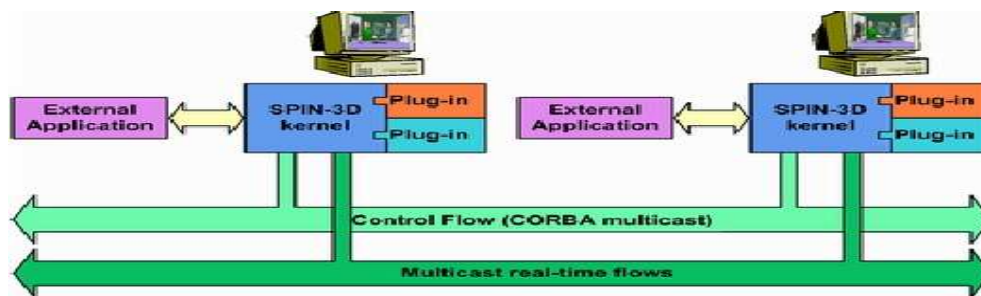 External
Application
SPIN-3D
kernel
Plug-in
Plug-in
External
Application
SPIN-3D
kernel
Plug-in
Plug-in
Control Flow (CORBA multicast)
Multicast real-time flows